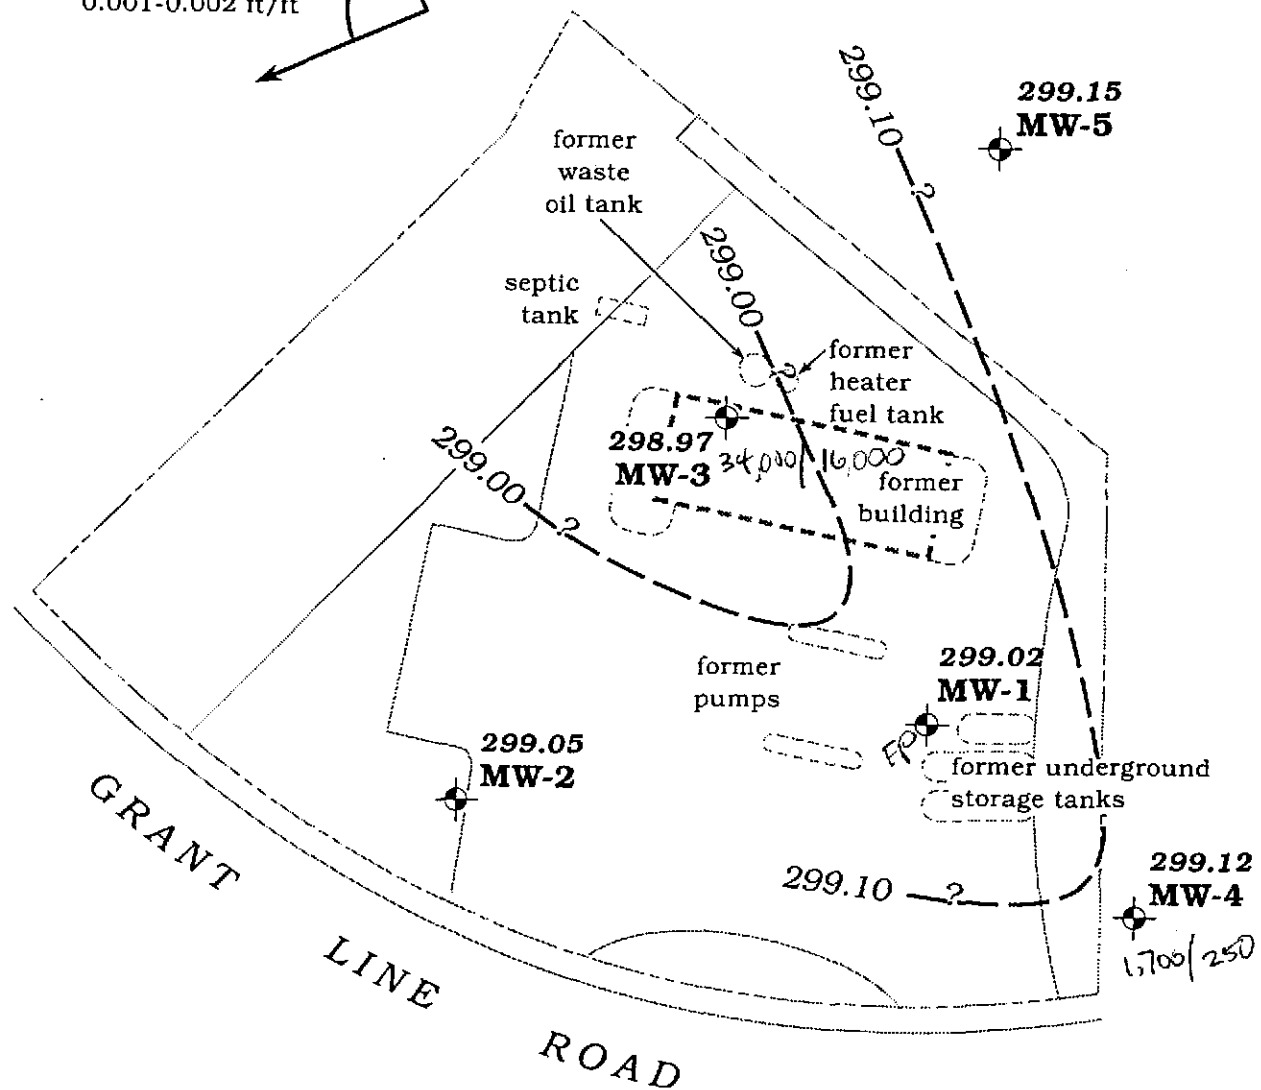 0.001-0.002 ft/ft
299.10
?
299.15
MW-5
former
waste
oil tank
299.00
?
septic
tank
former
heater
fuel tank
298.97
MW-3
34,000/16,000
former
building
299.00
?
former
pumps
299.02
MW-1
FP
former underground
storage tanks
299.05
MW-2
299.10
?
299.12
MW-4
1,700/250
GRANT LINE ROAD